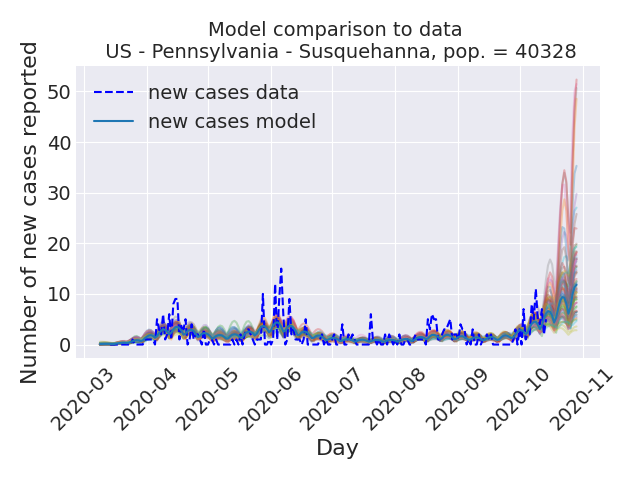 Model comparison to data
US - Pennsylvania - Susquehanna, pop. = 40328
Number of new cases reported
50
40
30
20
10
0
new cases data
new cases model
2020-03
2020-04
2020-05
2020-06
2020-07
2020-08
2020-09
2020-10
2020-11
Day